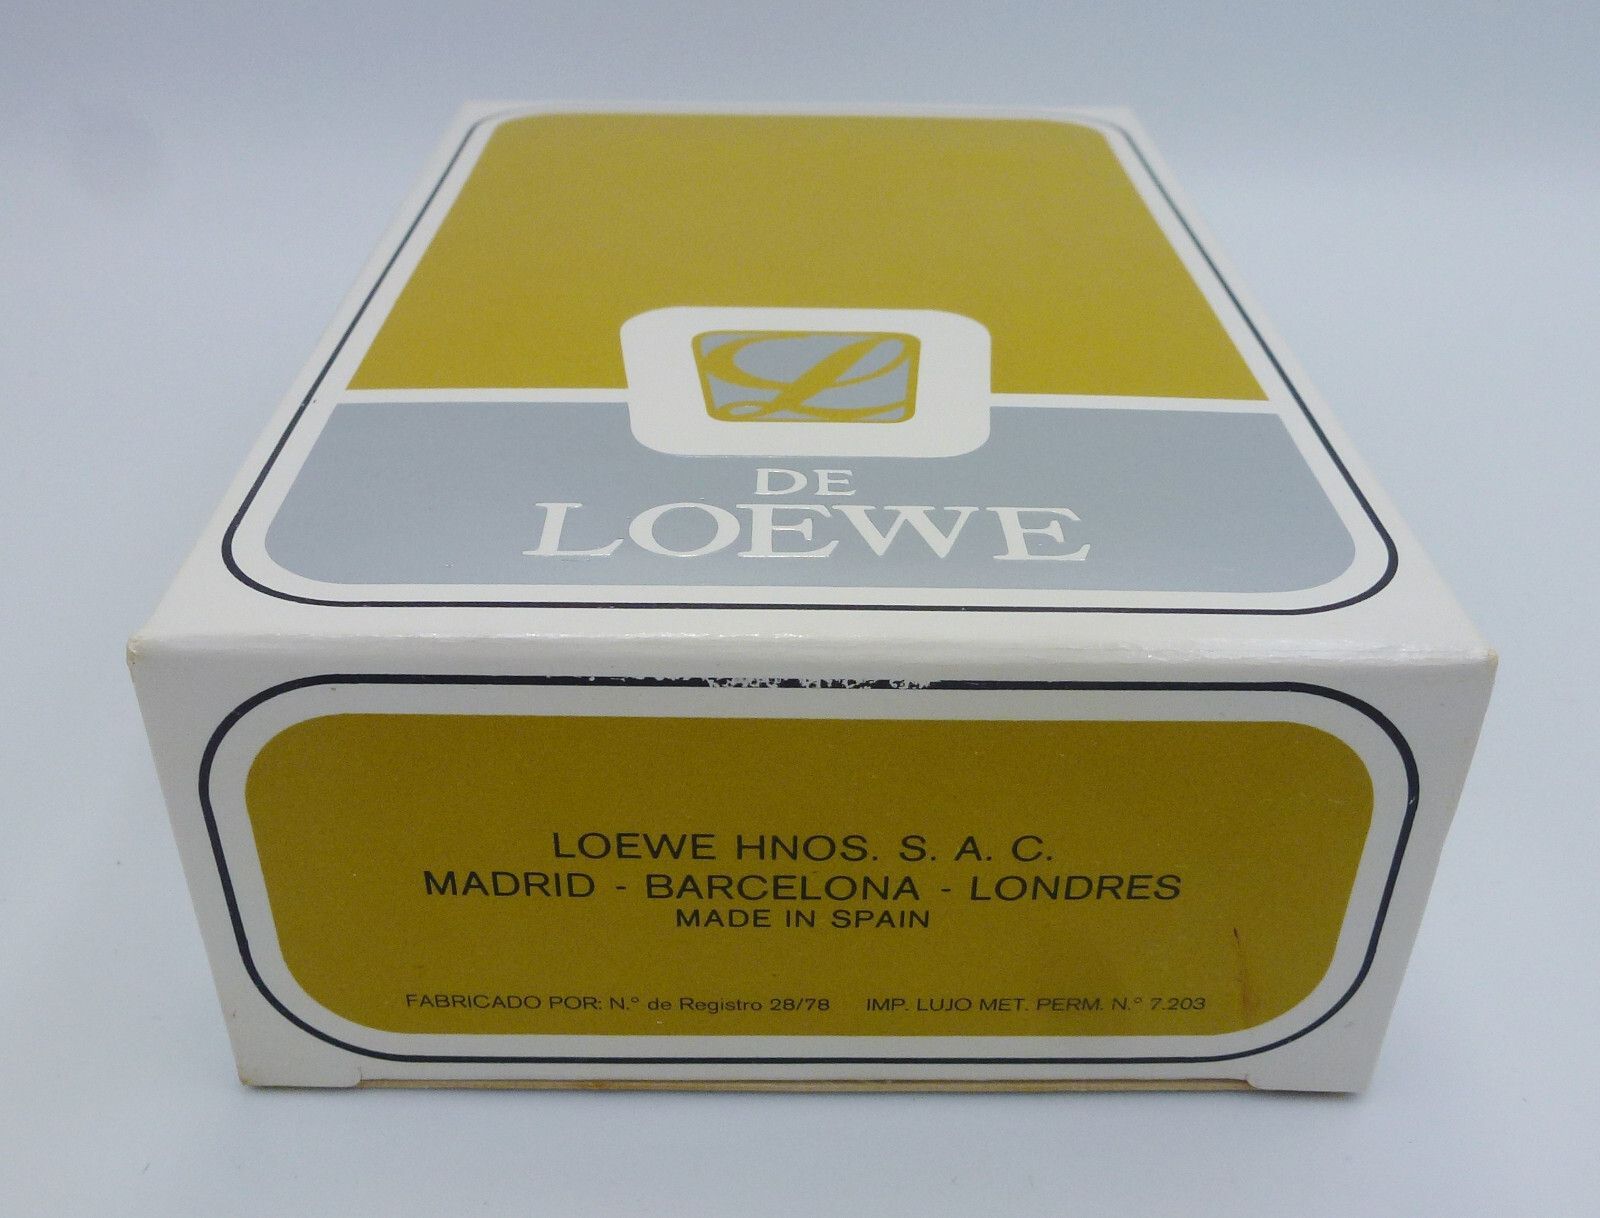 L
DE
LOEWE
LOEWE HNOS. S. A. C.
MADRID - BARCELONA - LONDRES
MADE IN SPAIN
FABRICADO POR: N.º de Registro 28/78 IMP. LUJO MET. PERM. N.º 7.203